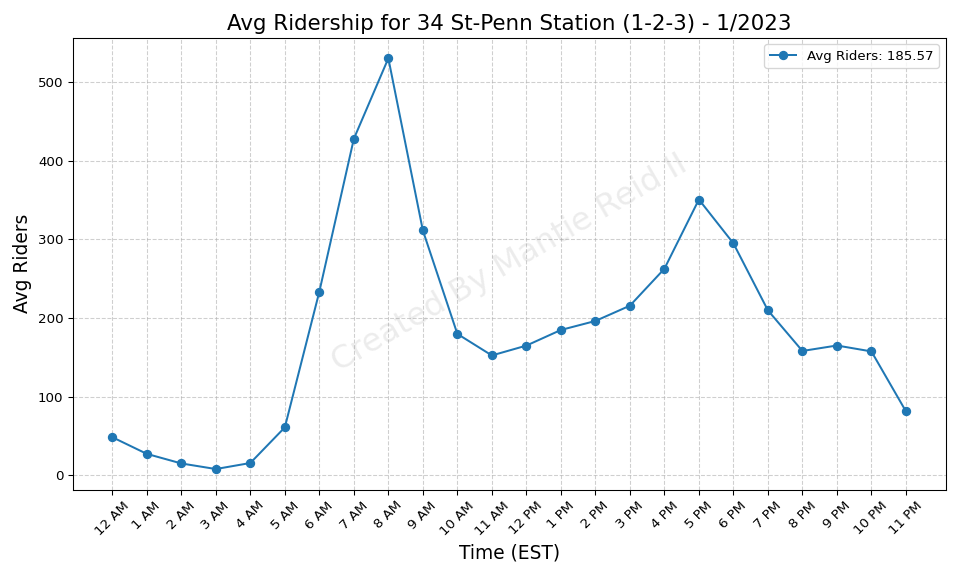 Avg Ridership for 34 St-Penn Station (1-2-3) - 1/2023
Avg Riders: 185.57
500
400
300
200
100
0
Avg Riders
Created By Mantle Reid II
12 AM
1 AM
2 AM
3 AM
4 AM
5 AM
6 AM
7 AM
8 AM
9 AM
10 AM
11 AM
12 PM
1 PM
2 PM
3 PM
4 PM
5 PM
6 PM
7 PM
8 PM
9 PM
10 PM
11 PM
Time (EST)